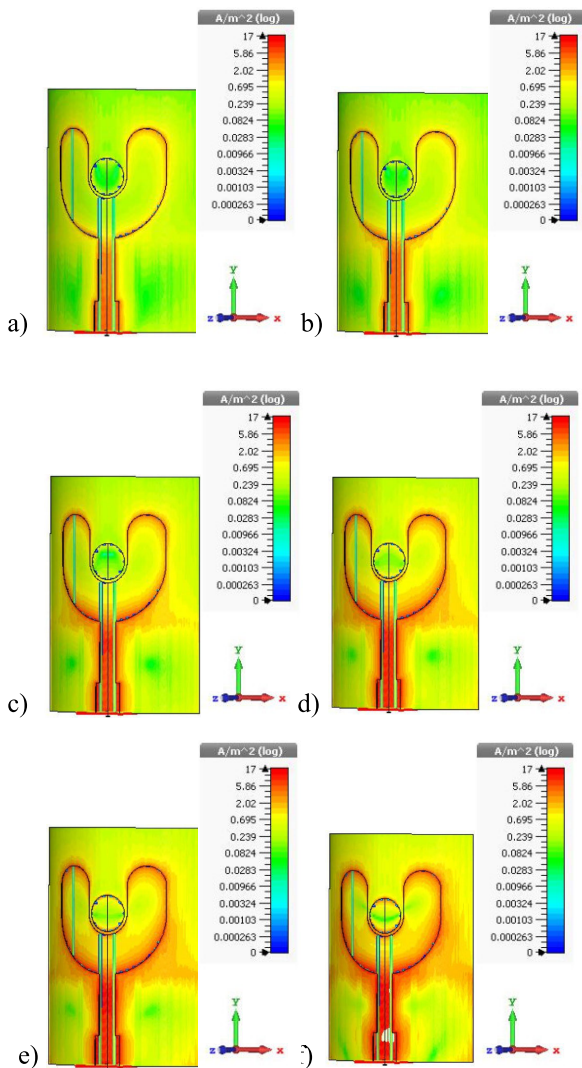 A/m^2 (log)
17
5.86
2.02
0.695
0.239
0.0824
0.0283
0.00966
0.00324
0.00103
0.000263
0
y
z
x
a)
A/m^2 (log)
17
5.86
2.02
0.695
0.239
0.0824
0.0283
0.00966
0.00324
0.00103
0.000263
0
y
z
x
b)
A/m^2 (log)
17
5.86
2.02
0.695
0.239
0.0824
0.0283
0.00966
0.00324
0.00103
0.000263
0
y
z
x
c)
A/m^2 (log)
17
5.86
2.02
0.695
0.239
0.0824
0.0283
0.00966
0.00324
0.00103
0.000263
0
y
z
x
d)
A/m^2 (log)
17
5.86
2.02
0.695
0.239
0.0824
0.0283
0.00966
0.00324
0.00103
0.000263
0
y
z
x
e)
A/m^2 (log)
17
5.86
2.02
0.695
0.239
0.0824
0.0283
0.00966
0.00324
0.00103
0.000263
0
y
z
x
f)